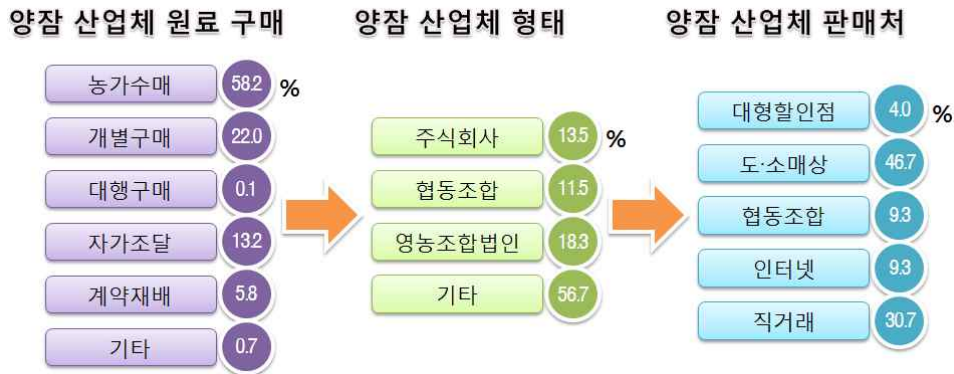 양잠 산업체 원료 구매
농가수매 58.2 %
개별구매 22.0
대행구매 0.1
자가조달 13.2
계약재배 5.8
기타 0.7
양잠 산업체 형태
주식회사 13.5 %
협동조합 11.5
영농조합법인 18.3
기타 56.7
양잠 산업체 판매처
대형할인점 4.0 %
도·소매상 46.7
협동조합 9.3
인터넷 9.3
직거래 30.7